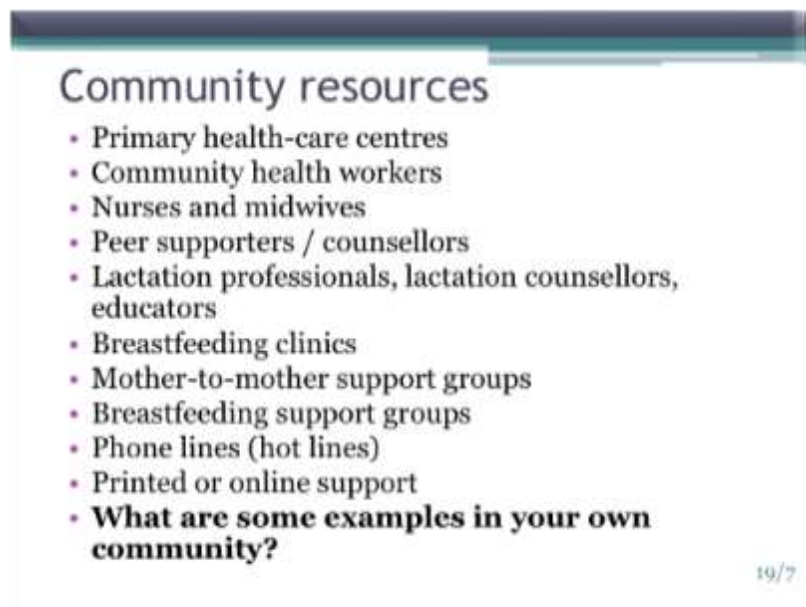 Community resources
• Primary health-care centres
• Community health workers
• Nurses and midwives
• Peer supporters / counsellors
• Lactation professionals, lactation counsellors,
educators
• Breastfeeding clinics
• Mother-to-mother support groups
• Breastfeeding support groups
• Phone lines (hot lines)
• Printed or online support
• What are some examples in your own
community?
19/7